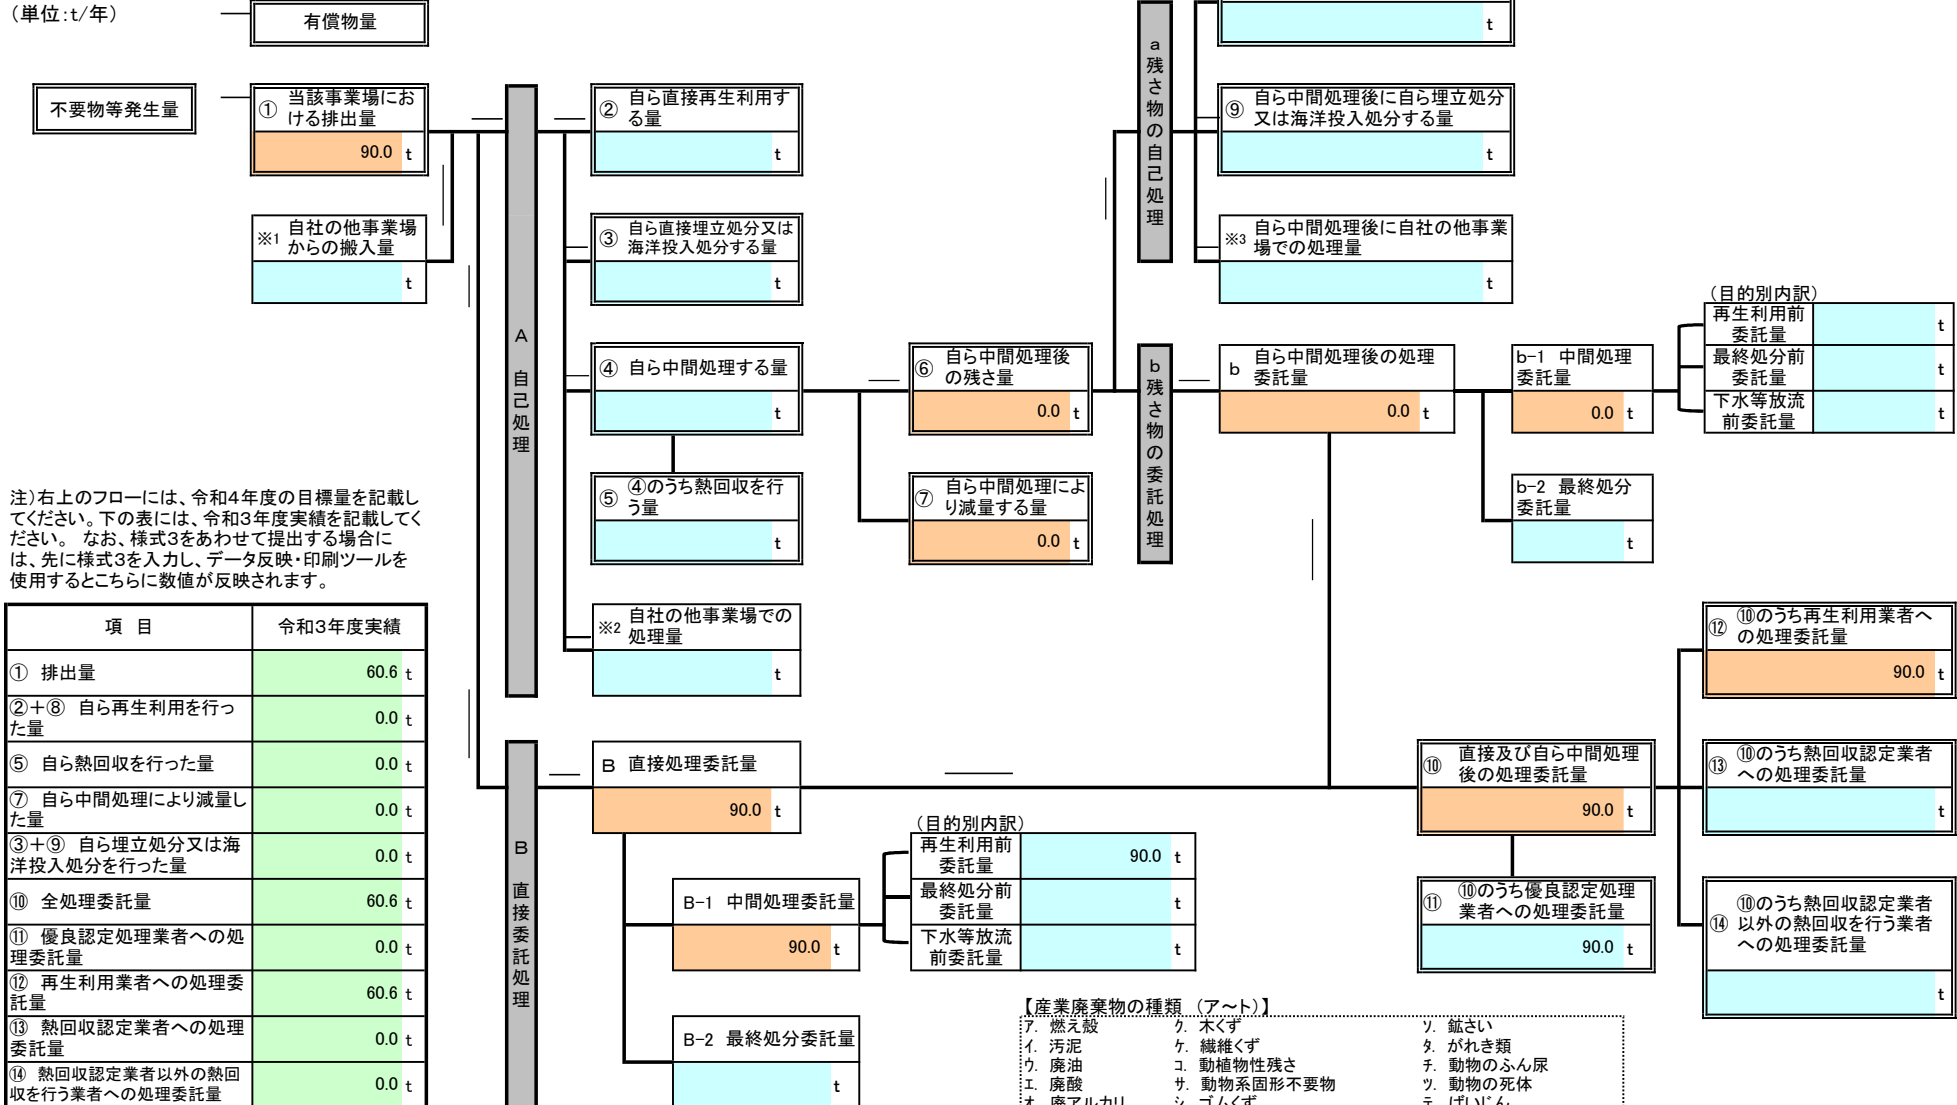 （単位:t/年）
有償物量
t
不要物等発生量
① 当該事業場にお
ける排出量
90.0 t
※1 自社の他事業場
からの搬入量
t
A 自己処理
② 自ら直接再生利用す
る量
t
③ 自ら直接埋立処分又は
海洋投入処分する量
t
④ 自ら中間処理する量
t
⑤ ④のうち熱回収を行
う量
t
※2 自社の他事業場での
処理量
t
⑥ 自ら中間処理後
の残さ量
0.0 t
⑦ 自ら中間処理によ
り減量する量
0.0 t
a 残さ物の自己処理
⑨ 自ら中間処理後に自ら埋立処分
又は海洋投入処分する量
t
※3 自ら中間処理後に自社の他事業
場での処理量
t
b 残さ物の委託処理
b 自ら中間処理後の処理
委託量
0.0 t
b-1 中間処理
委託量
0.0 t
b-2 最終処分
委託量
t
（目的別内訳）
再生利用前
委託量
t
最終処分前
委託量
t
下水等放流
前委託量
t
注）右上のフローには、令和４年度の目標量を記載し
てください。下の表には、令和３年度実績を記載してく
ださい。 なお、様式３をあわせて提出する場合に
は、先に様式３を入力し、データ反映・印刷ツールを
使用するとこちらに数値が反映されます。
項 目 令和３年度実績
① 排出量 60.6 t
②＋⑧ 自ら再生利用を行っ
た量
0.0 t
⑤ 自ら熱回収を行った量 0.0 t
⑦ 自ら中間処理により減量し
た量
0.0 t
③＋⑨ 自ら埋立処分又は海
洋投入処分を行った量
0.0 t
⑩ 全処理委託量 60.6 t
⑪ 優良認定処理業者への処
理委託量
0.0 t
⑫ 再生利用業者への処理委
託量
60.6 t
⑬ 熱回収認定業者への処理
委託量
0.0 t
⑭ 熱回収認定業者以外の熱回
収を行う業者への処理委託量
0.0 t
B 直接委託処理
B 直接処理委託量
90.0 t
B-1 中間処理委託量
90.0 t
B-2 最終処分委託量
t
（目的別内訳）
再生利用前
委託量
90.0 t
最終処分前
委託量
t
下水等放流
前委託量
t
⑩ 直接及び自ら中間処理
後の処理委託量
90.0 t
⑪ ⑩のうち優良認定処理
業者への処理委託量
90.0 t
⑫ ⑩のうち再生利用業者へ
の処理委託量
90.0 t
⑬ ⑩のうち熱回収認定業者
への処理委託量
t
⑭ ⑩のうち熱回収認定業者
以外の熱回収を行う業者
への処理委託量
t
【産業廃棄物の種類 （ア～ト）】
ア. 燃え殻 ク. 木くず ソ. 鉱さい
イ. 汚泥 ケ. 繊維くず タ. がれき類
ウ. 廃油 コ. 動植物性残さ チ. 動物のふん尿
エ. 廃酸 サ. 動物系固形不要物 ツ. 動物の死体
オ. 廃アルカリ シ. ゴムくず テ. ばいじん